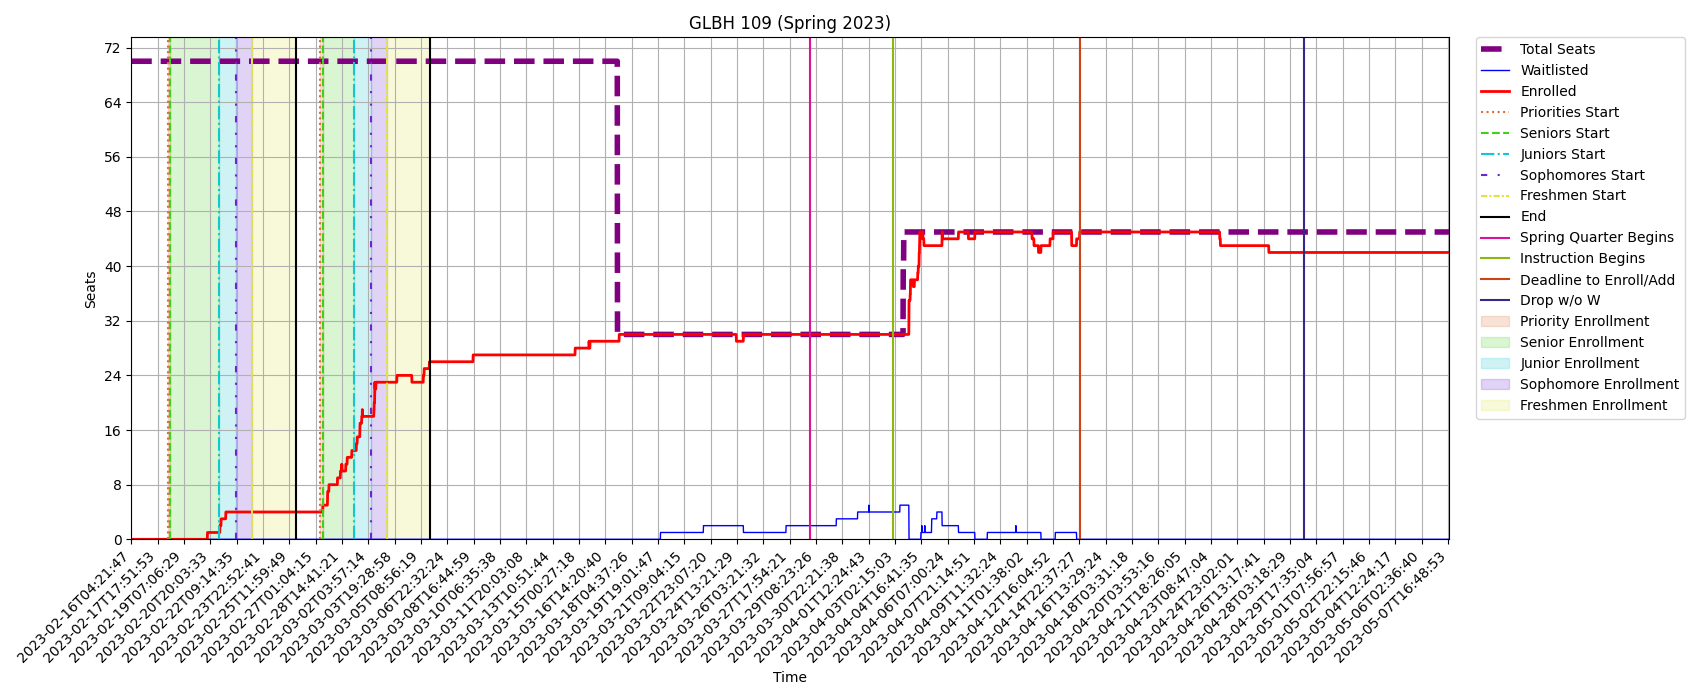 GLBH 109 (Spring 2023)
72
64
56
48
40
32
24
16
8
0
Seats
2023-02-16T04:21:47
2023-02-17T17:51:53
2023-02-19T07:06:29
2023-02-20T20:03:33
2023-02-22T09:14:35
2023-02-23T22:52:41
2023-02-25T11:59:49
2023-02-27T01:04:15
2023-02-28T14:41:21
2023-03-02T03:57:14
2023-03-03T19:28:58
2023-03-05T08:56:19
2023-03-06T22:32:24
2023-03-08T16:44:59
2023-03-10T06:35:38
2023-03-11T20:03:08
2023-03-13T10:51:44
2023-03-15T00:27:18
2023-03-16T14:20:40
2023-03-18T04:37:26
2023-03-19T19:01:47
2023-03-21T09:04:15
2023-03-22T23:07:20
2023-03-24T13:21:29
2023-03-26T03:21:32
2023-03-27T17:54:21
2023-03-29T08:23:26
2023-03-30T22:21:38
2023-04-01T12:24:43
2023-04-03T02:15:03
2023-04-04T16:41:35
2023-04-06T07:00:24
2023-04-07T21:14:51
2023-04-09T11:32:24
2023-04-11T01:38:02
2023-04-12T16:04:52
2023-04-14T22:37:27
2023-04-16T13:29:24
2023-04-18T03:31:18
2023-04-20T03:53:16
2023-04-21T18:26:05
2023-04-23T08:47:04
2023-04-24T23:02:01
2023-04-26T13:17:41
2023-04-28T03:18:29
2023-04-29T17:35:04
2023-05-01T07:56:57
2023-05-02T22:15:46
2023-05-04T12:24:17
2023-05-06T02:36:40
2023-05-07T16:48:53
Time
Total Seats
Waitlisted
Enrolled
Priorities Start
Seniors Start
Juniors Start
Sophomores Start
Freshmen Start
End
Spring Quarter Begins
Instruction Begins
Deadline to Enroll/Add
Drop w/o W
Priority Enrollment
Senior Enrollment
Junior Enrollment
Sophomore Enrollment
Freshmen Enrollment